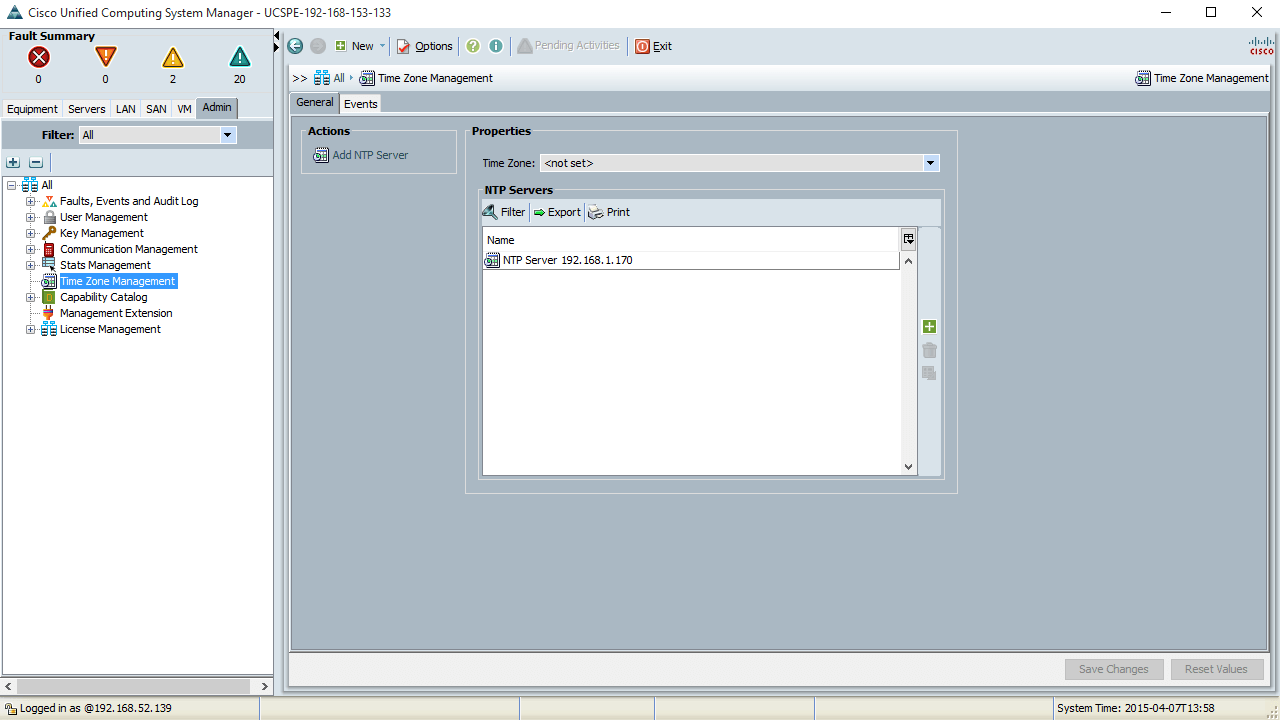 Cisco Unified Computing System Manager - UCSPE-192-168-153-133
Fault Summary
0 0 2 20
New Options Pending Activities Exit
CISCO
>> All Time Zone Management Time Zone Management
Equipment Servers LAN SAN VM Admin
Filter: All
All
Faults, Events and Audit Log
User Management
Key Management
Communication Management
Stats Management
Time Zone Management
Capability Catalog
Management Extension
License Management
General Events
Actions
Add NTP Server
Properties
Time Zone: <not set>
NTP Servers
Filter Export Print
Name
NTP Server 192.168.1.170
Save Changes Reset Values
Logged in as @192.168.52.139
System Time: 2015-04-07T13:58